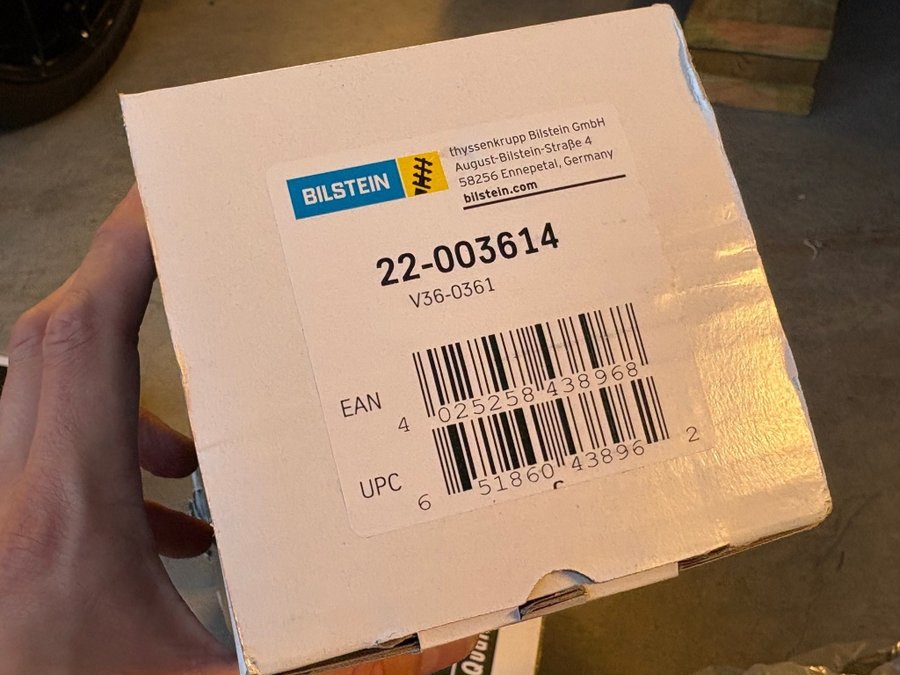 BILSTEIN
thyssenkrupp Bilstein GmbH
August-Bilstein-Straße 4
58256 Ennepetal, Germany
bilstein.com
22-003614
V36-0361
EAN
4 025258 438968
UPC
6 51860 43896 2